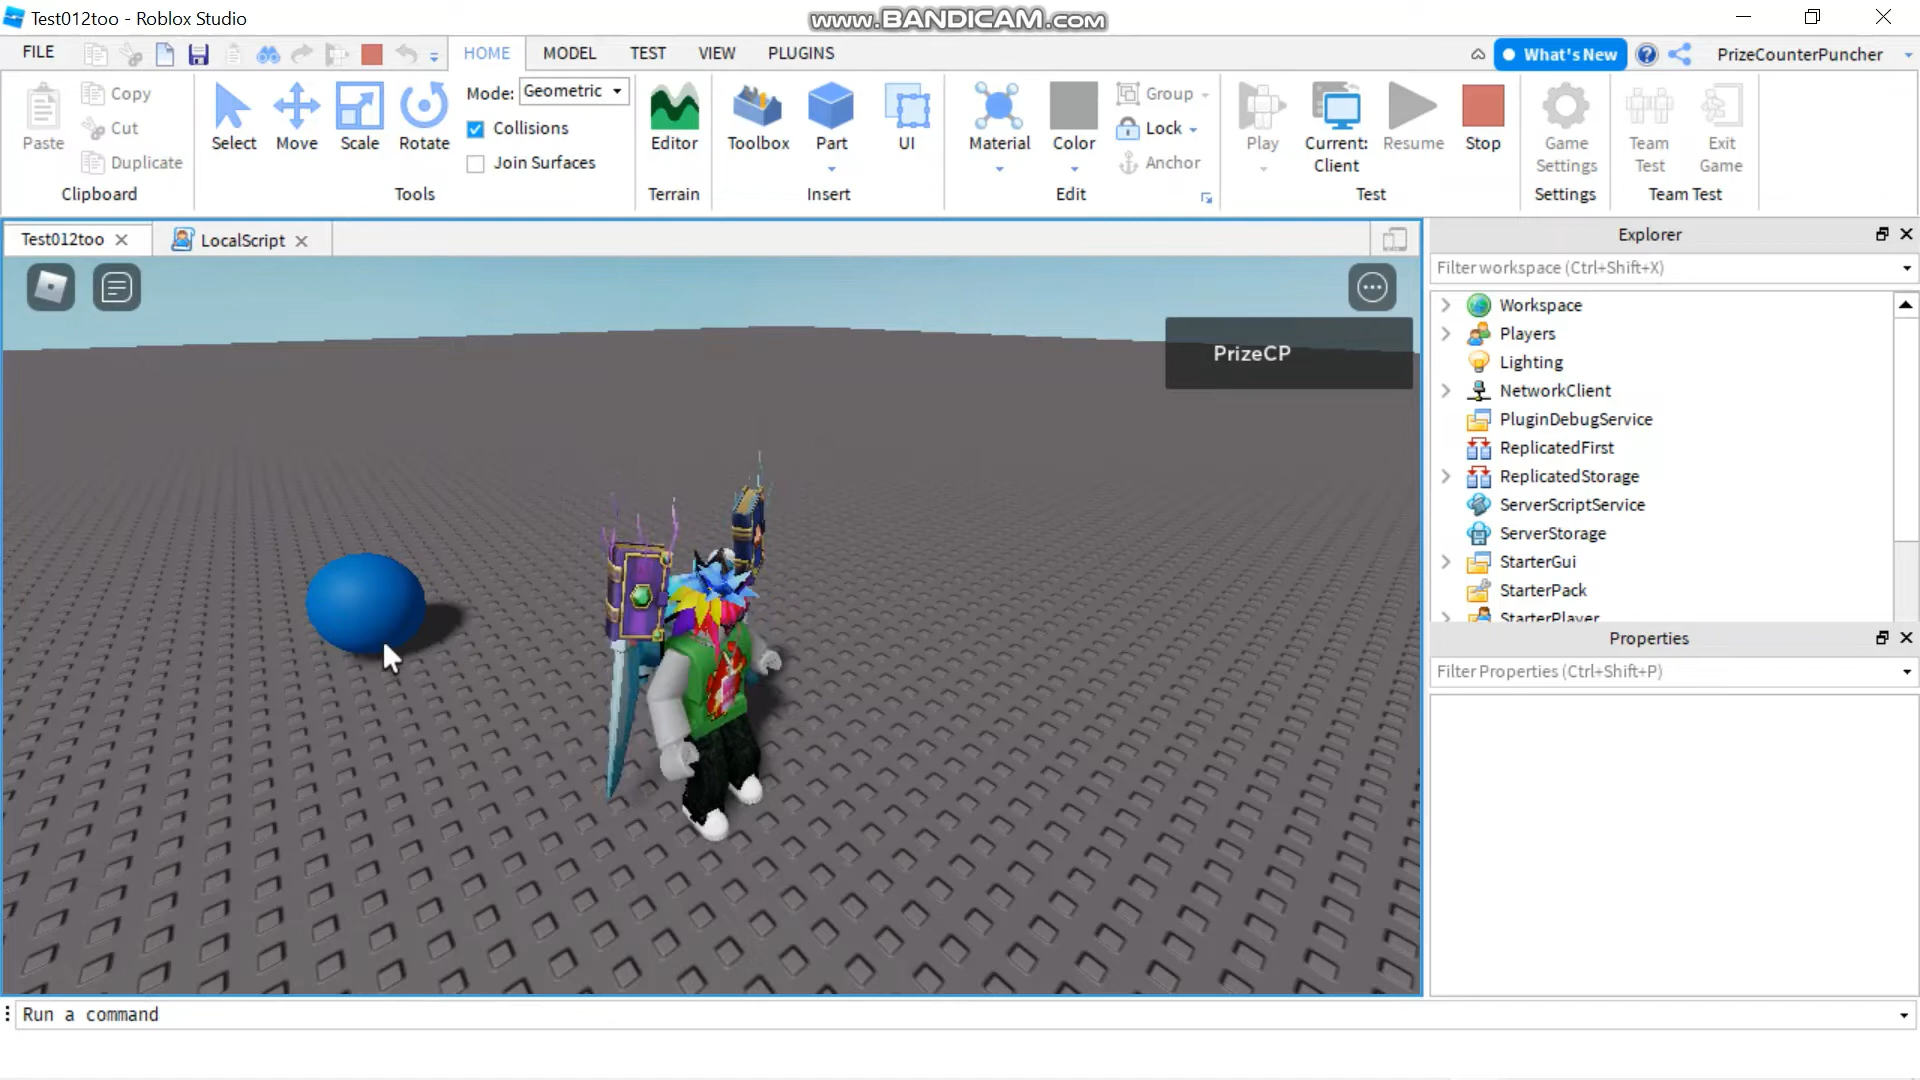 Test012too - Roblox Studio
www.BANDICAM.com
FILE
HOME
MODEL
TEST
VIEW
PLUGINS
What's New
PrizeCounterPuncher
Paste
Copy
Cut
Duplicate
Clipboard
Select
Move
Scale
Rotate
Mode: Geometric
Collisions
Join Surfaces
Tools
Editor
Terrain
Toolbox
Part
UI
Insert
Material
Color
Group
Lock
Anchor
Edit
Play
Current:
Client
Resume
Stop
Test
Game
Settings
Settings
Team
Test
Exit
Game
Team Test
Test012too
LocalScript
PrizeCP
Explorer
Filter workspace (Ctrl+Shift+X)
Workspace
Players
Lighting
NetworkClient
PluginDebugService
ReplicatedFirst
ReplicatedStorage
ServerScriptService
ServerStorage
StarterGui
StarterPack
StarterPlayer
Properties
Filter Properties (Ctrl+Shift+P)
Run a command